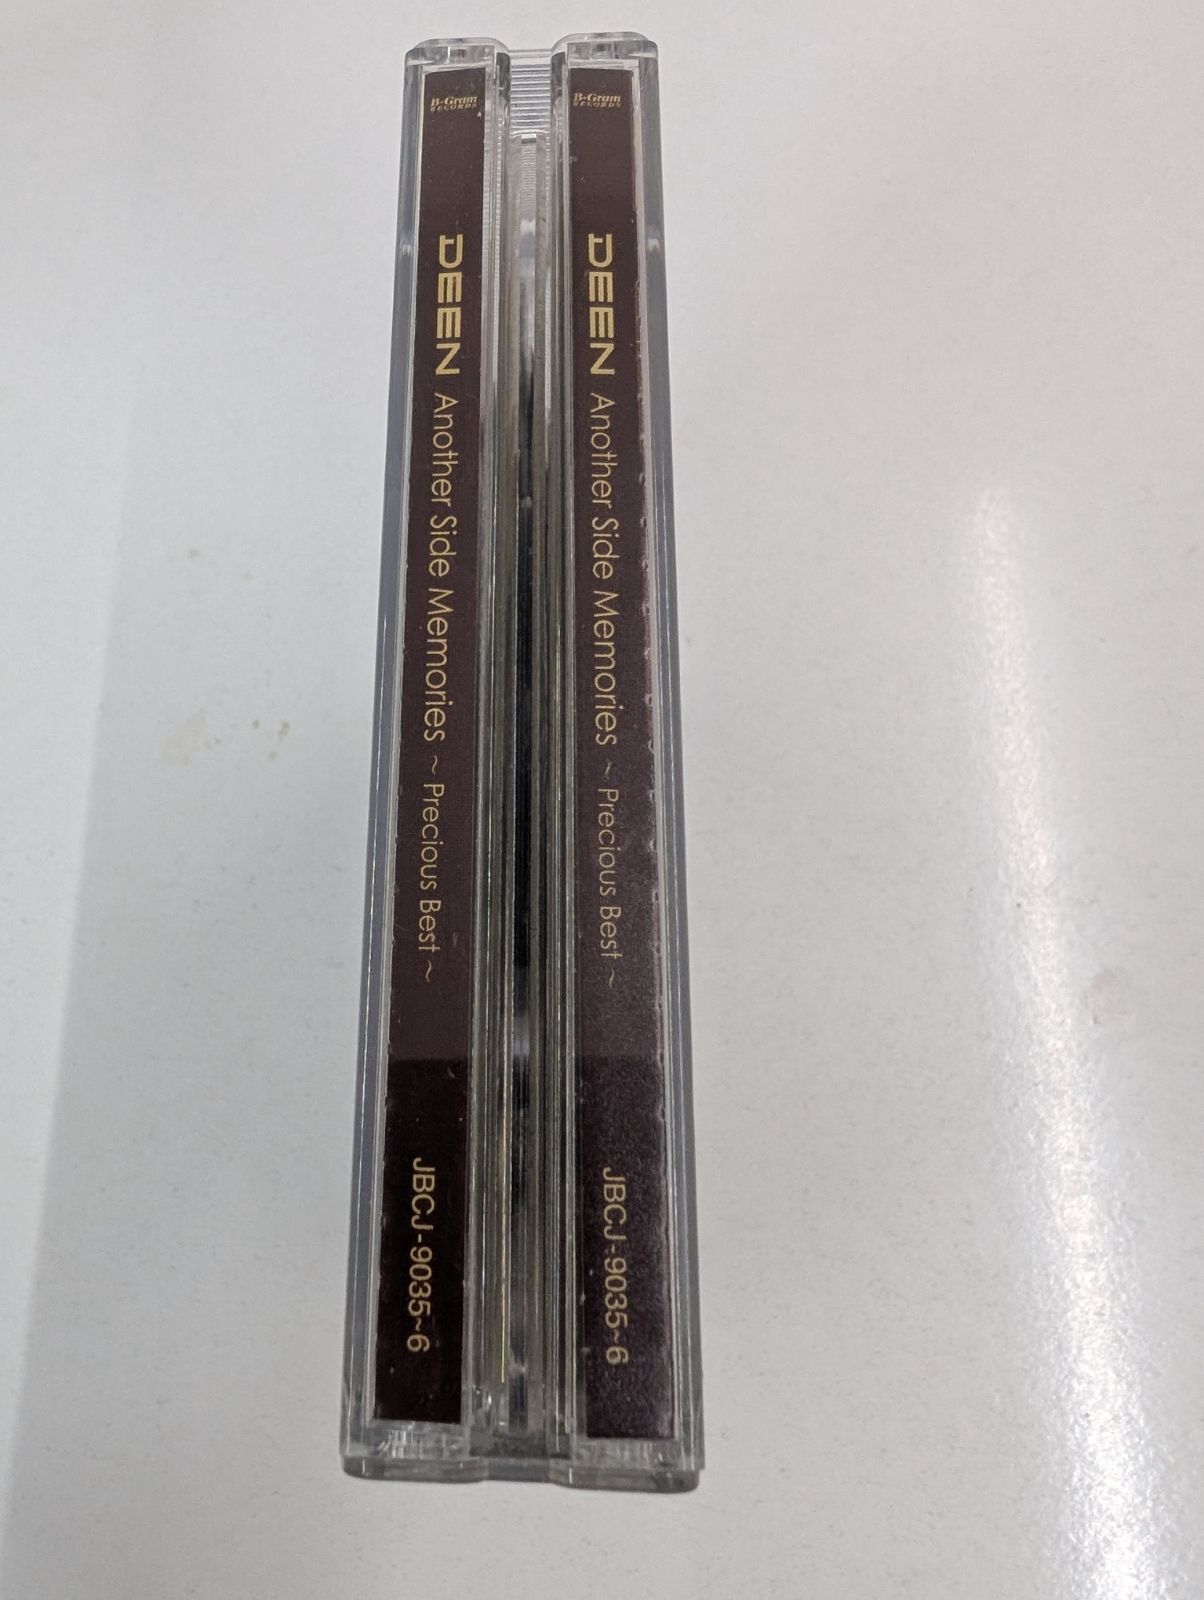 B-Gram RECORDS
DEEN Another Side Memories ~Precious Best~
JBCJ-9035~6
B-Gram RECORDS
DEEN Another Side Memories ~Precious Best~
JBCJ-9035~6